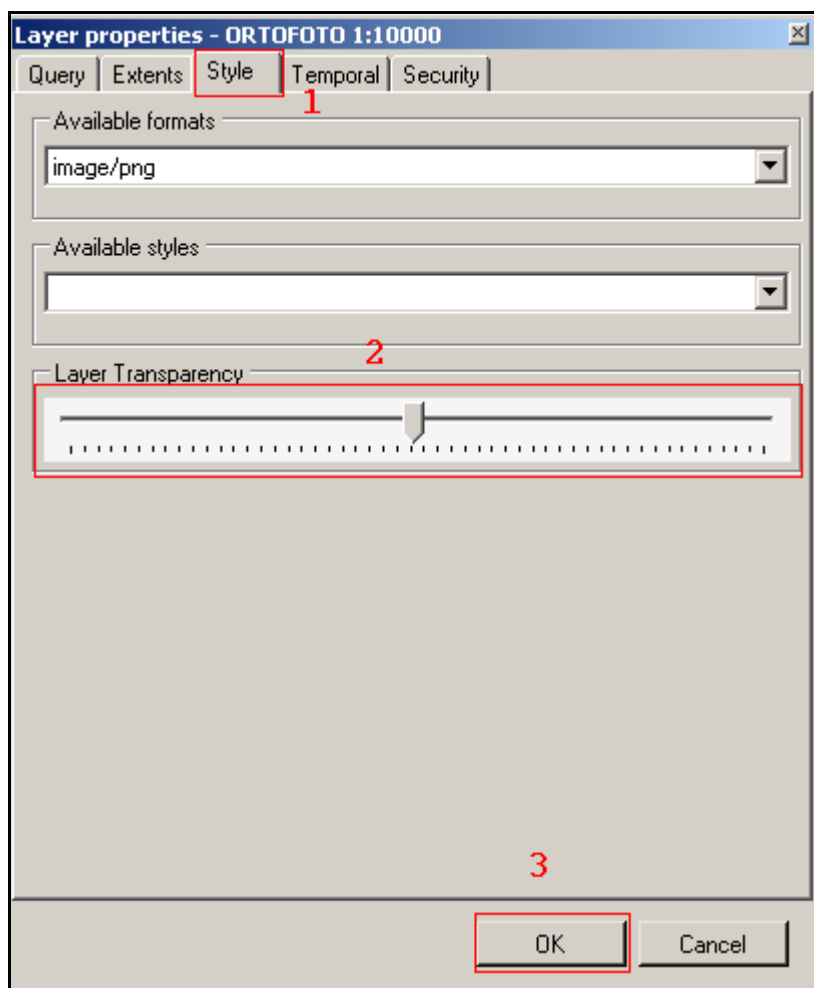 Layer properties - ORTOFOTO 1:10000
Query Extents Style Temporal Security
1
Available formats
image/png
Available styles
2
Layer Transparency
3
OK Cancel